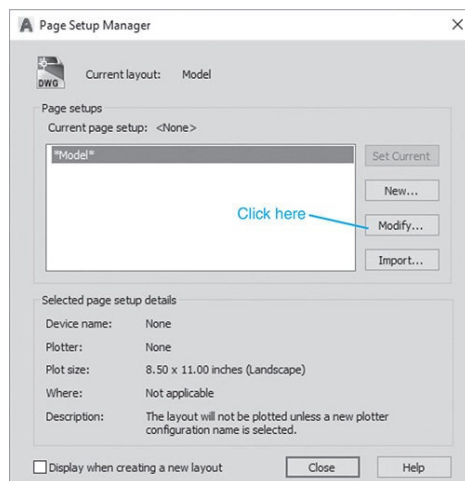 Page Setup Manager
DWG
Current layout: Model
Page setups
Current page setup: <None>
*Model*
Set Current
New...
Click here
Modify...
Import...
Selected page setup details
Device name: None
Plotter: None
Plot size: 8.50 x 11.00 inches (Landscape)
Where: Not applicable
Description: The layout will not be plotted unless a new plotter
configuration name is selected.
Display when creating a new layout
Close
Help